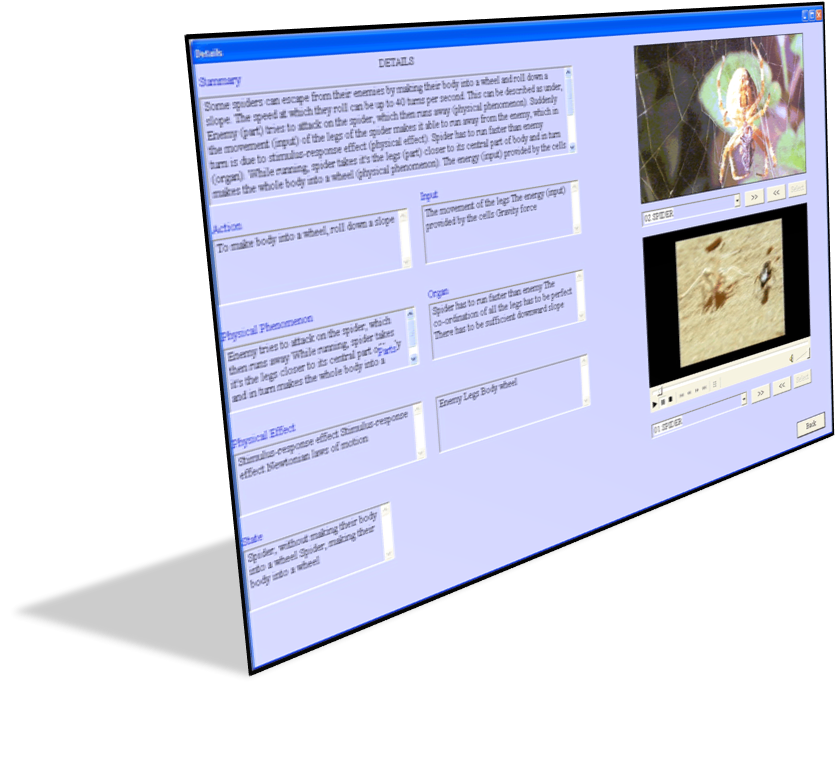 Details
DETAILS
Summary
Some spiders can escape from their enemies by making their body into a wheel and roll down a
slope. The speed at which they roll can be up to 40 turns per second. This can be described as under,
Enemy (part) tries to attack on the spider, which then runs away (physical phenomenon). Suddenly
the movement (input) of the legs of the spider makes it able to run away from the enemy, which in
turn is due to stimulus-response effect (physical effect). Spider has to run faster than enemy
(organ). While running, spider takes it's the legs (part) closer to its central part of body and in turn
makes the whole body into a wheel (physical phenomenon). The energy (input) provided by the cells
Action
To make body into a wheel, roll down a slope
Input
The movement of the legs The energy (input)
provided by the cells Gravity force
Physical Phenomenon
Enemy tries to attack on the spider, which
then runs away While running, spider takes
it's the legs closer to its central part
and in turn makes the whole body into a
Organ
Spider has to run faster than enemy The
co-ordination of all the legs has to be perfect
There has to be sufficient downward slope
Parts
Enemy Legs Body wheel
Physical Effect
Stimulus-response effect Stimulus-response
effect Newtonian laws of motion
State
Spider, without making their body
into a wheel Spider, making their
body into a wheel
02 SPIDER
>>
<<
01 SPIDER
>>
<<
Back